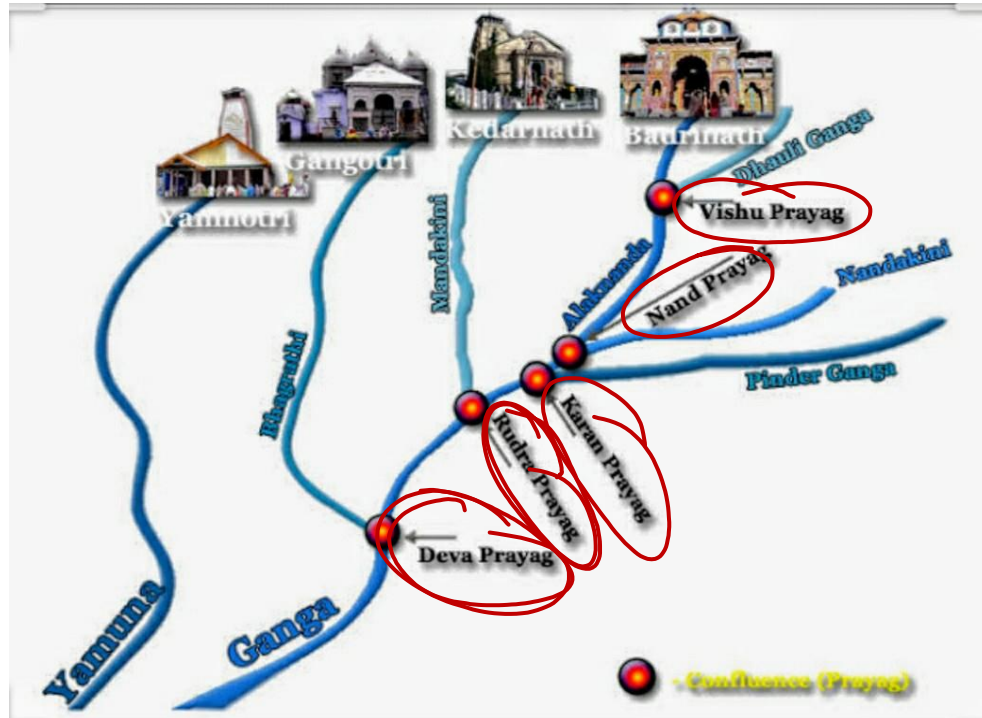 Kedarnath
Badrinath
Gangotri
Yamnotri
Dhauli Ganga
Vishu Prayag
Mandakini
Alaknanda
Nand Prayag
Nandakini
Bhagrathi
Pinder Ganga
Karan Prayag
Rudra Prayag
Deva Prayag
Yamuna
Ganga
- Confluence (Prayag)